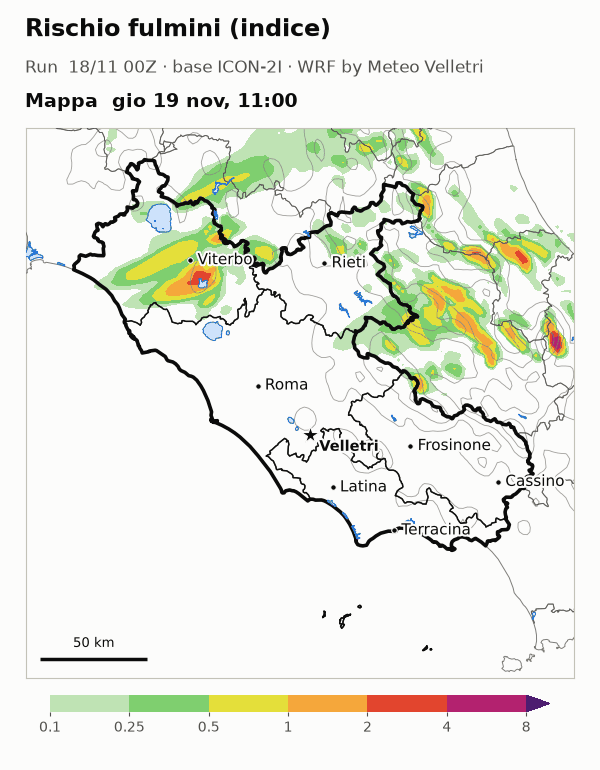 Rischio fulmini (indice)
Run  18/11 00Z · base ICON-2I · WRF by Meteo Velletri
Mappa  gio 19 nov, 11:00
Viterbo
Rieti
Roma
Velletri
Frosinone
Latina
Cassino
Terracina
50 km
0.1 0.25 0.5 1 2 4 8